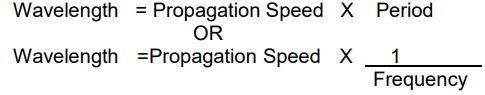 Wavelength = Propagation Speed X Period
OR
Wavelength =Propagation Speed X 1
Frequency